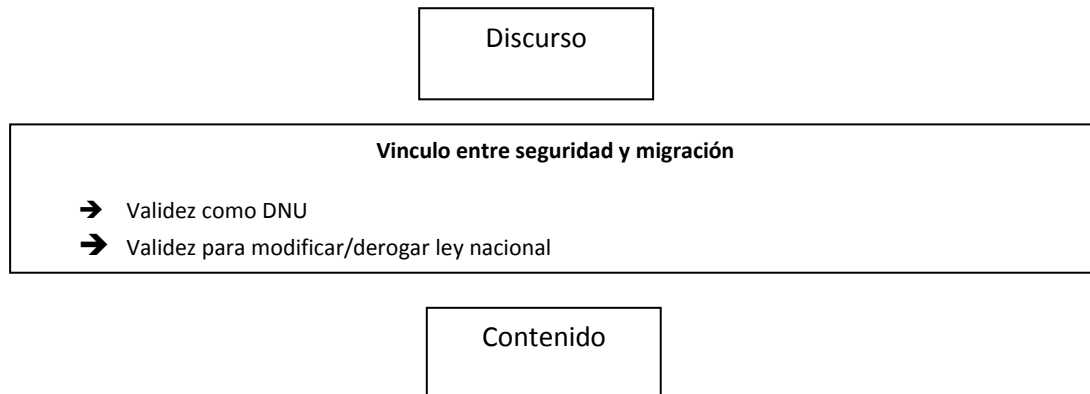 Discurso
Vinculo entre seguridad y migración
➔ Validez como DNU
➔ Validez para modificar/derogar ley nacional
Contenido